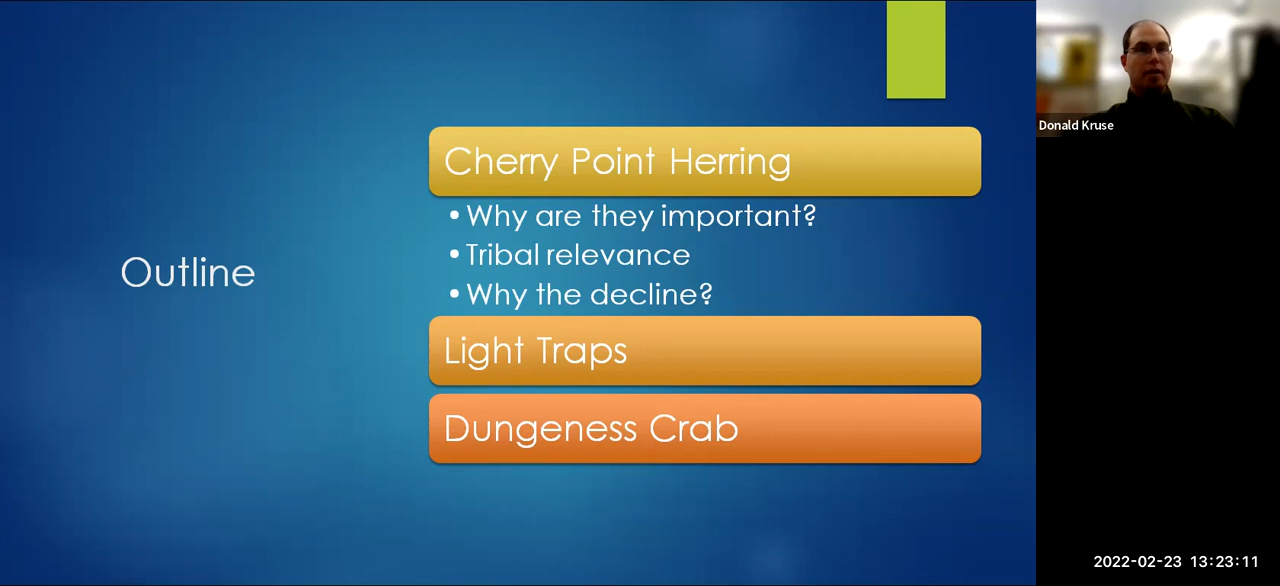 Outline
Cherry Point Herring
• Why are they important?
• Tribal relevance
• Why the decline?
Light Traps
Dungeness Crab
Donald Kruse
2022-02-23 13:23:11